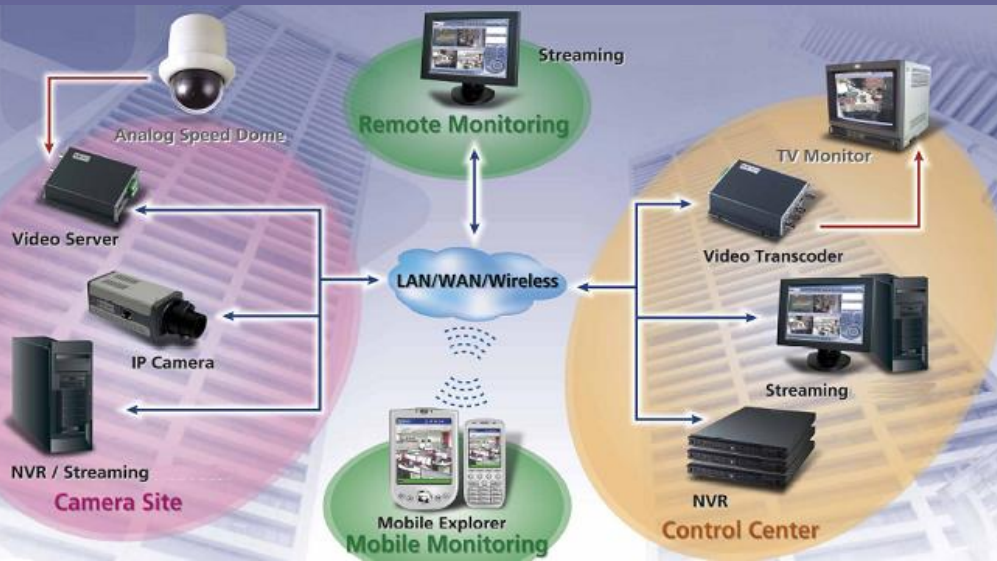 Streaming
Remote Monitoring
Analog Speed Dome
Video Server
IP Camera
NVR / Streaming
Camera Site
LAN/WAN/Wireless
Mobile Explorer
Mobile Monitoring
TV Monitor
Video Transcoder
Streaming
NVR
Control Center